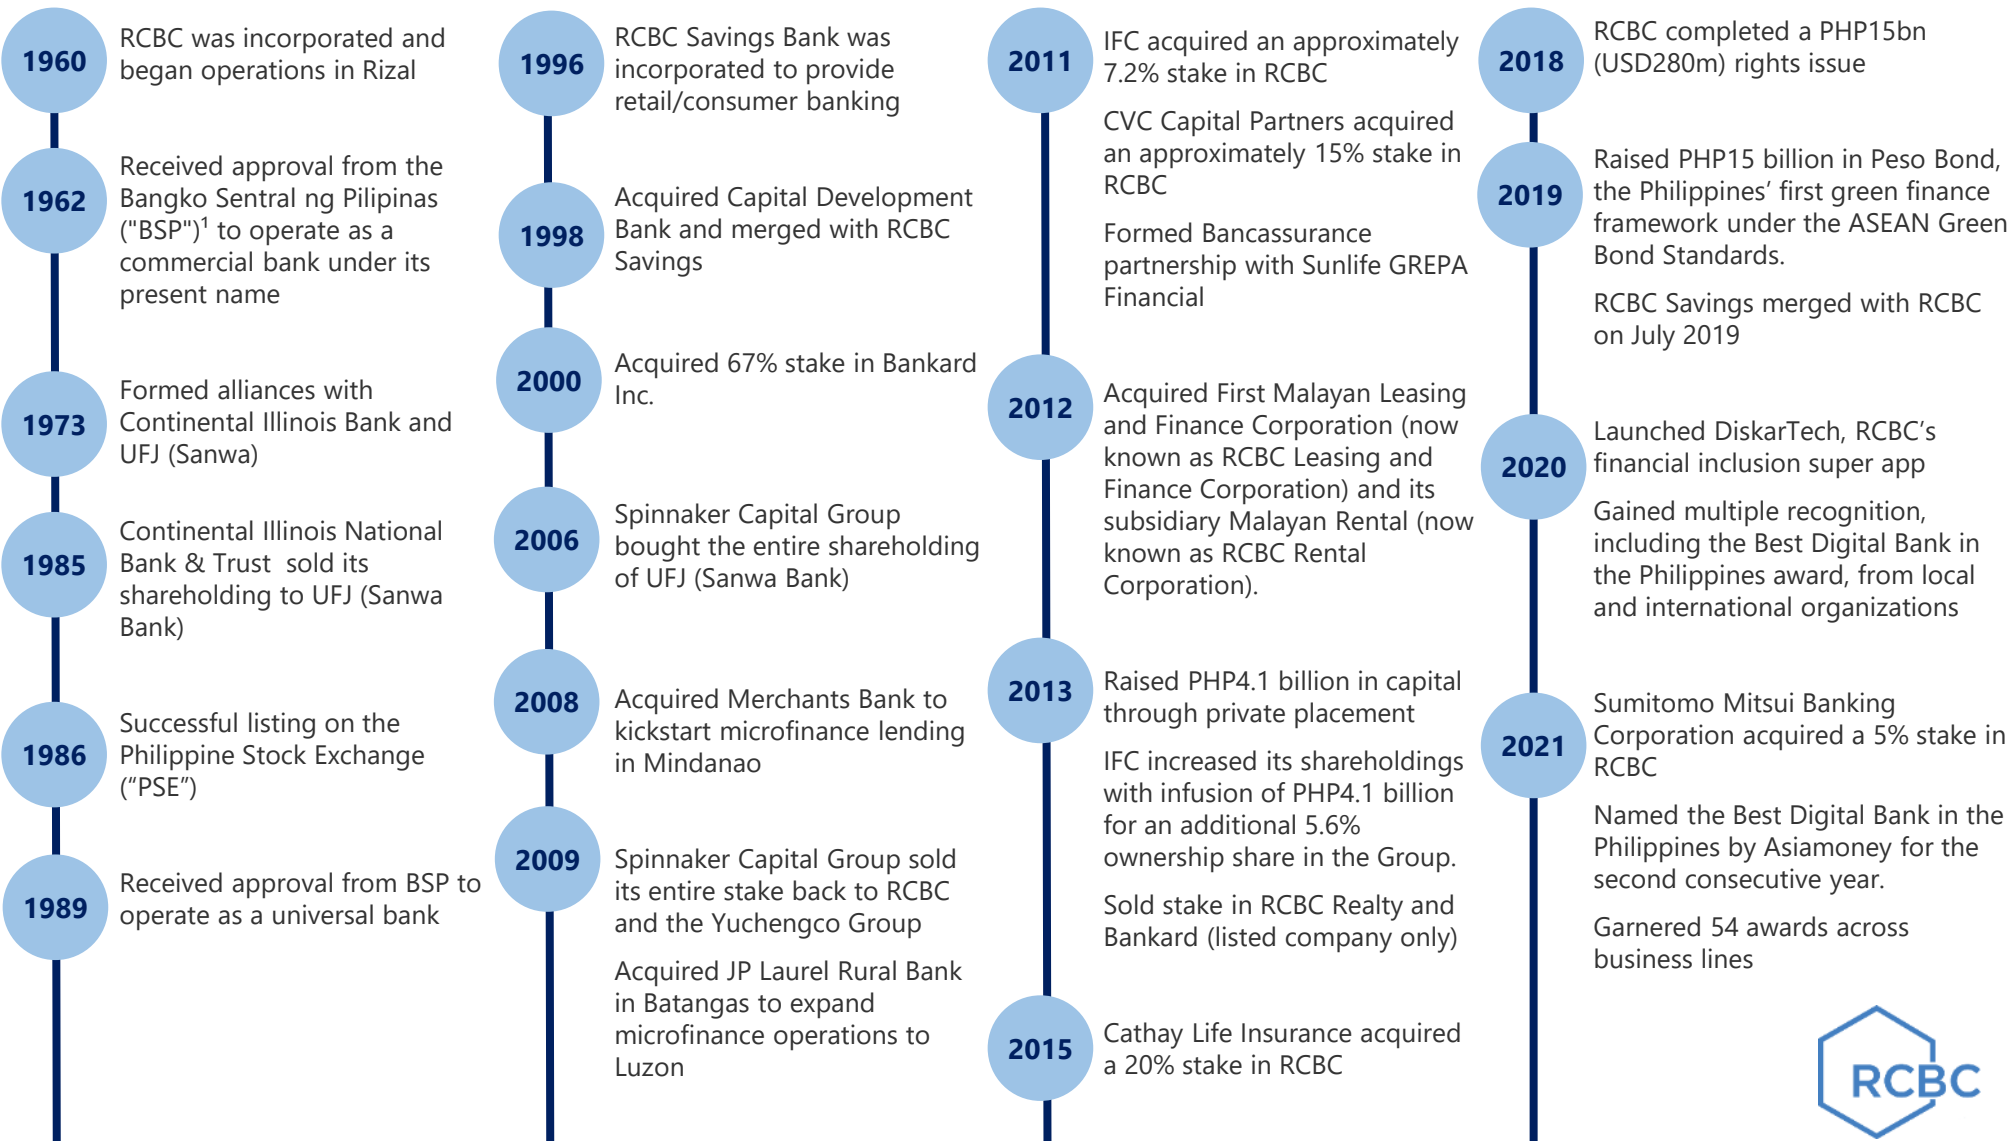 1960
RCBC was incorporated and
began operations in Rizal
1962
Received approval from the
Bangko Sentral ng Pilipinas
("BSP")¹ to operate as a
commercial bank under its
present name
1973
Formed alliances with
Continental Illinois Bank and
UFJ (Sanwa)
1985
Continental Illinois National
Bank & Trust  sold its
shareholding to UFJ (Sanwa
Bank)
1986
Successful listing on the
Philippine Stock Exchange
(“PSE”)
1989
Received approval from BSP to
operate as a universal bank
1996
RCBC Savings Bank was
incorporated to provide
retail/consumer banking
1998
Acquired Capital Development
Bank and merged with RCBC
Savings
2000
Acquired 67% stake in Bankard
Inc.
2006
Spinnaker Capital Group
bought the entire shareholding
of UFJ (Sanwa Bank)
2008
Acquired Merchants Bank to
kickstart microfinance lending
in Mindanao
2009
Spinnaker Capital Group sold
its entire stake back to RCBC
and the Yuchengco Group
Acquired JP Laurel Rural Bank
in Batangas to expand
microfinance operations to
Luzon
2011
IFC acquired an approximately
7.2% stake in RCBC
CVC Capital Partners acquired
an approximately 15% stake in
RCBC
Formed Bancassurance
partnership with Sunlife GREPA
Financial
2012
Acquired First Malayan Leasing
and Finance Corporation (now
known as RCBC Leasing and
Finance Corporation) and its
subsidiary Malayan Rental (now
known as RCBC Rental
Corporation).
2013
Raised PHP4.1 billion in capital
through private placement
IFC increased its shareholdings
with infusion of PHP4.1 billion
for an additional 5.6%
ownership share in the Group.
Sold stake in RCBC Realty and
Bankard (listed company only)
2015
Cathay Life Insurance acquired
a 20% stake in RCBC
2018
RCBC completed a PHP15bn
(USD280m) rights issue
2019
Raised PHP15 billion in Peso Bond,
the Philippines’ first green finance
framework under the ASEAN Green
Bond Standards.
RCBC Savings merged with RCBC
on July 2019
2020
Launched DiskarTech, RCBC’s
financial inclusion super app
Gained multiple recognition,
including the Best Digital Bank in
the Philippines award, from local
and international organizations
2021
Sumitomo Mitsui Banking
Corporation acquired a 5% stake in
RCBC
Named the Best Digital Bank in the
Philippines by Asiamoney for the
second consecutive year.
Garnered 54 awards across
business lines
RCBC